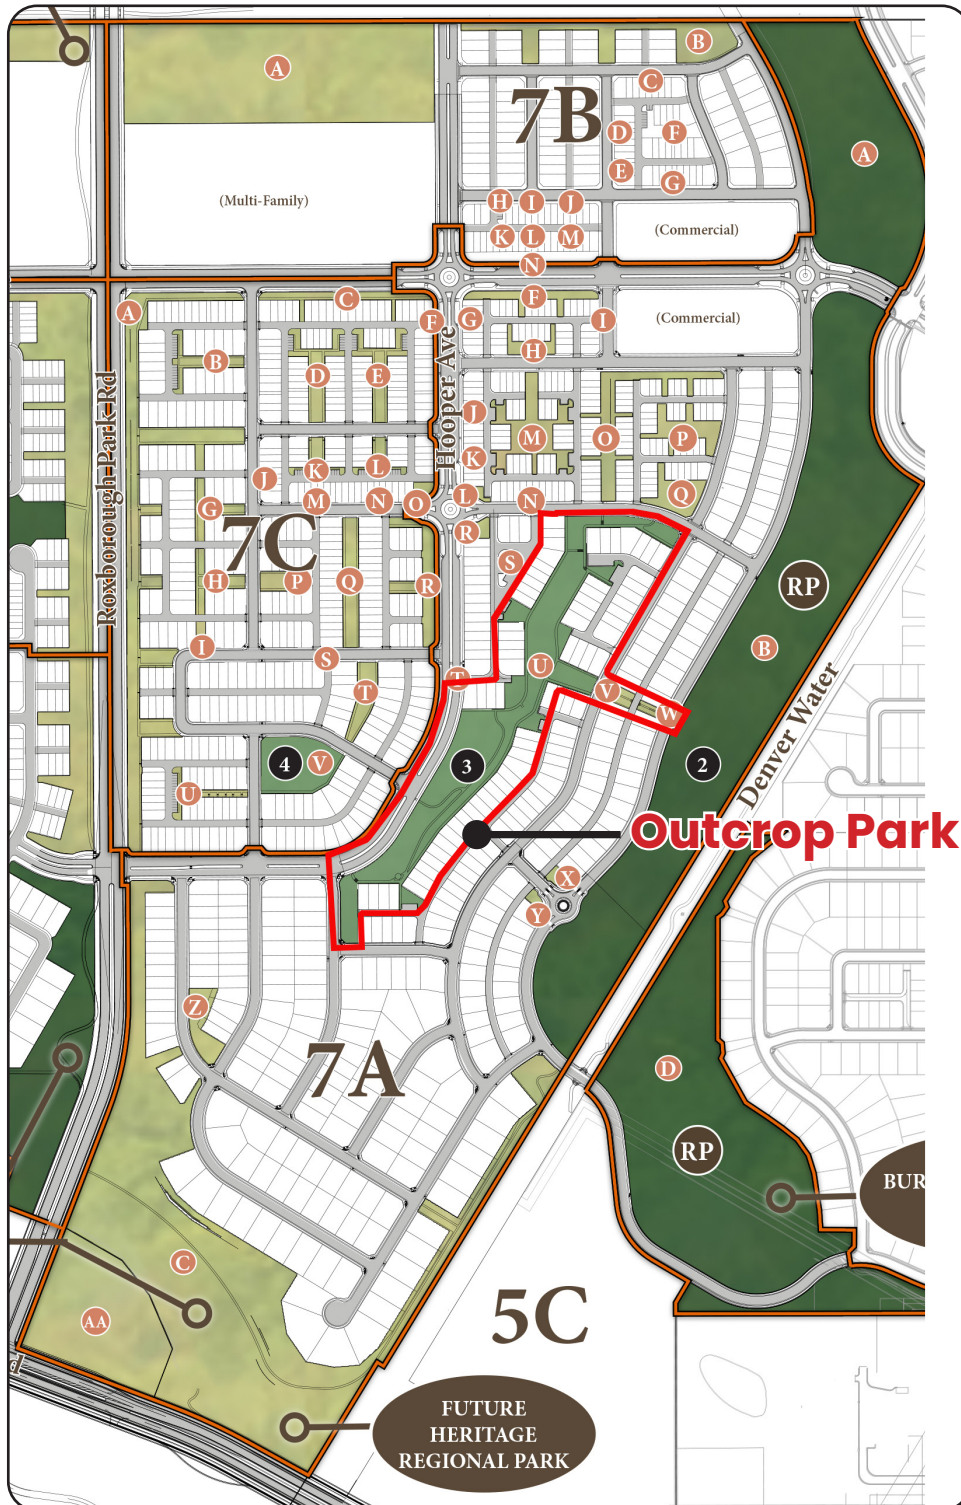 A
B
C
7B
D
F
A
E
G
(Multi-Family)
H
I
J
(Commercial)
K
L
M
N
C
F
A
F
G
I
(Commercial)
B
H
D
E
Hooper Ave
Roxborough Park Rd
J
M
O
P
K
L
K
J
M
N
O
L
N
Q
G
7C
R
S
H
P
Q
R
RP
I
S
U
B
T
T
V
W
4
V
3
2
U
Denver Water
Outcrop Park
X
Y
Z
7A
D
RP
BUR
C
5C
AA
FUTURE
HERITAGE
REGIONAL PARK